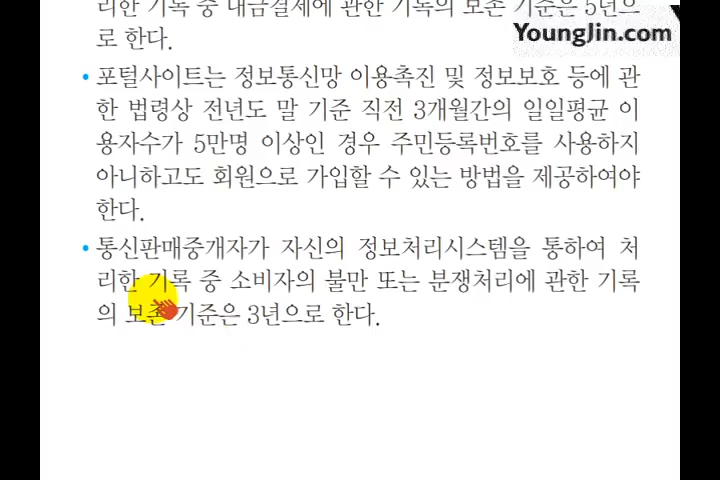 리한 기록 중 대금결제에 관한 기록의 보존 기준은 5년으
YoungJin.com
로 한다.
• 포털사이트는 정보통신망 이용촉진 및 정보보호 등에 관
한 법령상 전년도 말 기준 직전 3개월간의 일일평균 이
용자수가 5만명 이상인 경우 주민등록번호를 사용하지
아니하고도 회원으로 가입할 수 있는 방법을 제공하여야
한다.
• 통신판매중개자가 자신의 정보처리시스템을 통하여 처
리한 기록 중 소비자의 불만 또는 분쟁처리에 관한 기록
의 보존 기준은 3년으로 한다.